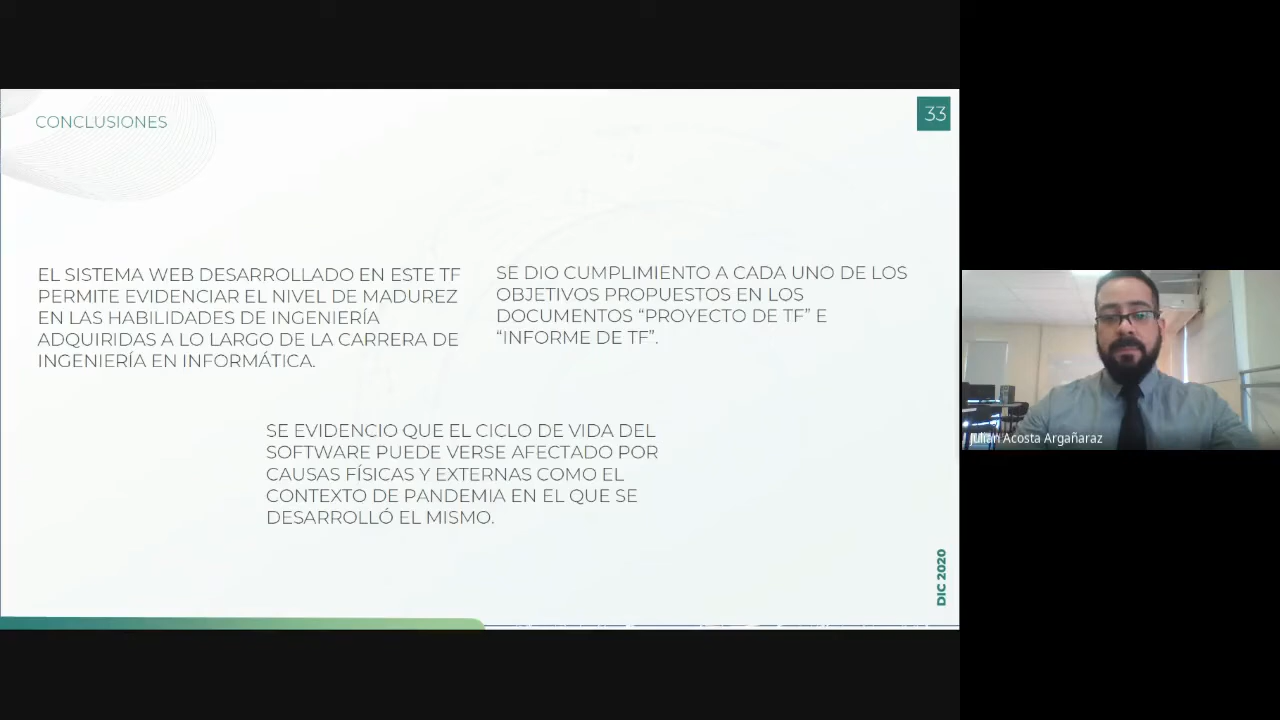 CONCLUSIONES
33
EL SISTEMA WEB DESARROLLADO EN ESTE TF
PERMITE EVIDENCIAR EL NIVEL DE MADUREZ
EN LAS HABILIDADES DE INGENIERÍA
ADQUIRIDAS A LO LARGO DE LA CARRERA DE
INGENIERÍA EN INFORMÁTICA.
SE DIO CUMPLIMIENTO A CADA UNO DE LOS
OBJETIVOS PROPUESTOS EN LOS
DOCUMENTOS “PROYECTO DE TF” E
“INFORME DE TF”.
SE EVIDENCIO QUE EL CICLO DE VIDA DEL
SOFTWARE PUEDE VERSE AFECTADO POR
CAUSAS FÍSICAS Y EXTERNAS COMO EL
CONTEXTO DE PANDEMIA EN EL QUE SE
DESARROLLÓ EL MISMO.
DIC 2020
Julian Acosta Argañaraz